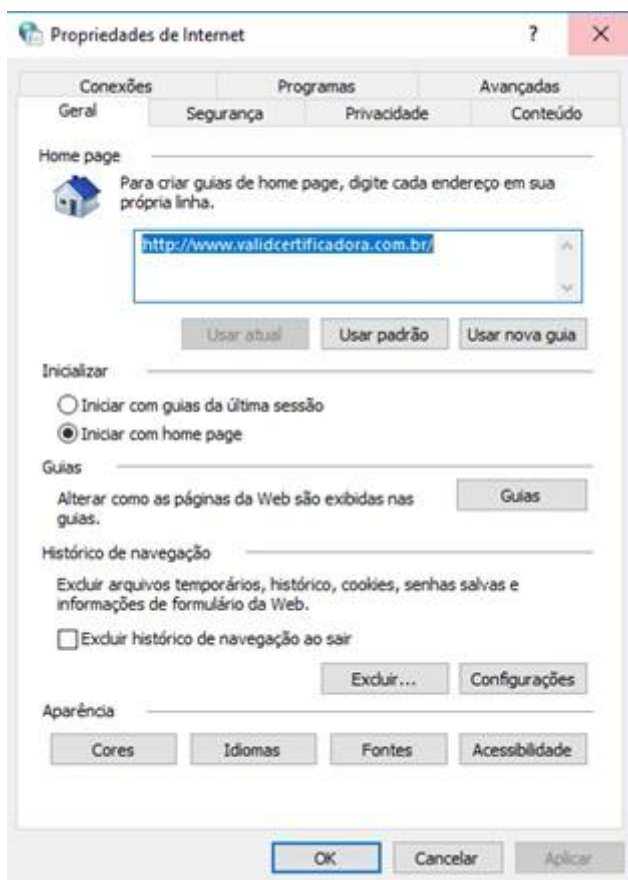 Propriedades de Internet
?
Conexões Programas Avançadas
Geral Segurança Privacidade Conteúdo
Home page
Para criar guias de home page, digite cada endereço em sua
própria linha.
http://www.validcertificadora.com.br/
Usar atual Usar padrão Usar nova guia
Inicializar
Iniciar com guias da última sessão
Iniciar com home page
Guias
Alterar como as páginas da Web são exibidas nas
guias.
Guias
Histórico de navegação
Excluir arquivos temporários, histórico, cookies, senhas salvas e
informações de formulário da Web.
Excluir histórico de navegação ao sair
Excluir... Configurações
Aparência
Cores Idiomas Fontes Acessibilidade
OK Cancelar Aplicar